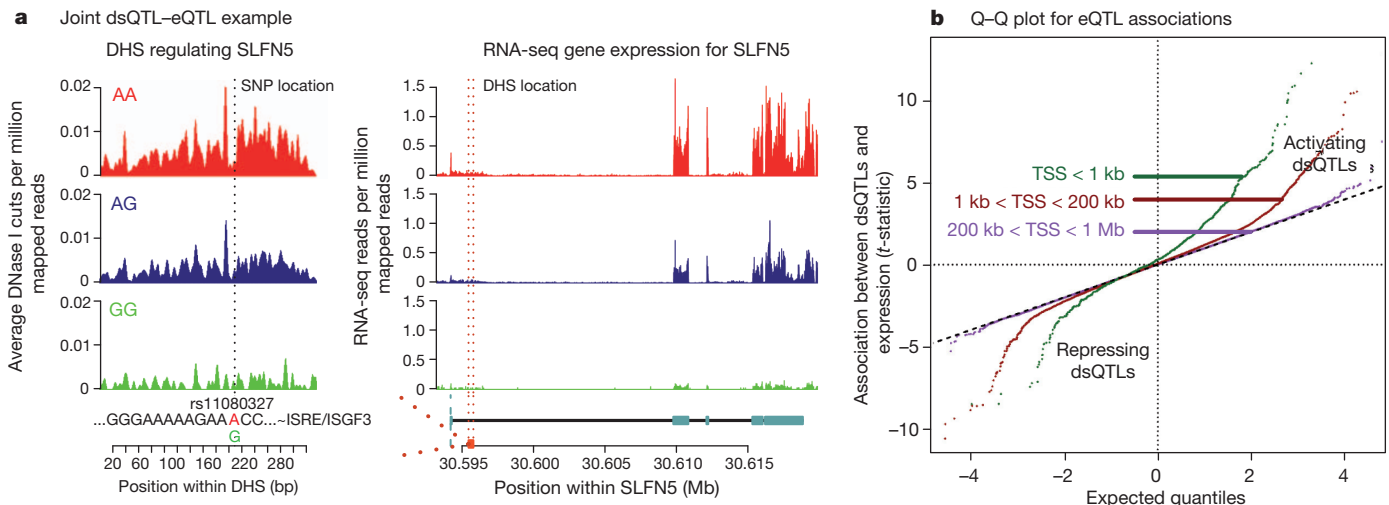 a Joint dsQTL–eQTL example
DHS regulating SLFN5
Average DNase I cuts per million
mapped reads
0.02
0.01
0
AA
SNP location
0.02
0.01
0
AG
0.02
0.01
0
GG
rs11080327
...GGGAAAAAGAAACC...~ISRE/ISGF3
G
20 60 100 160 220 280
Position within DHS (bp)
RNA-seq gene expression for SLFN5
RNA-seq reads per million
mapped reads
1.5
1.0
0.5
0
DHS location
1.5
1.0
0.5
0
1.5
1.0
0.5
0
30.595 30.600 30.605 30.610 30.615
Position within SLFN5 (Mb)
b Q–Q plot for eQTL associations
Association between dsQTLs and
expression (t-statistic)
10
5
0
−5
−10
Activating
dsQTLs
TSS < 1 kb
1 kb < TSS < 200 kb
200 kb < TSS < 1 Mb
Repressing
dsQTLs
−4 −2 0 2 4
Expected quantiles